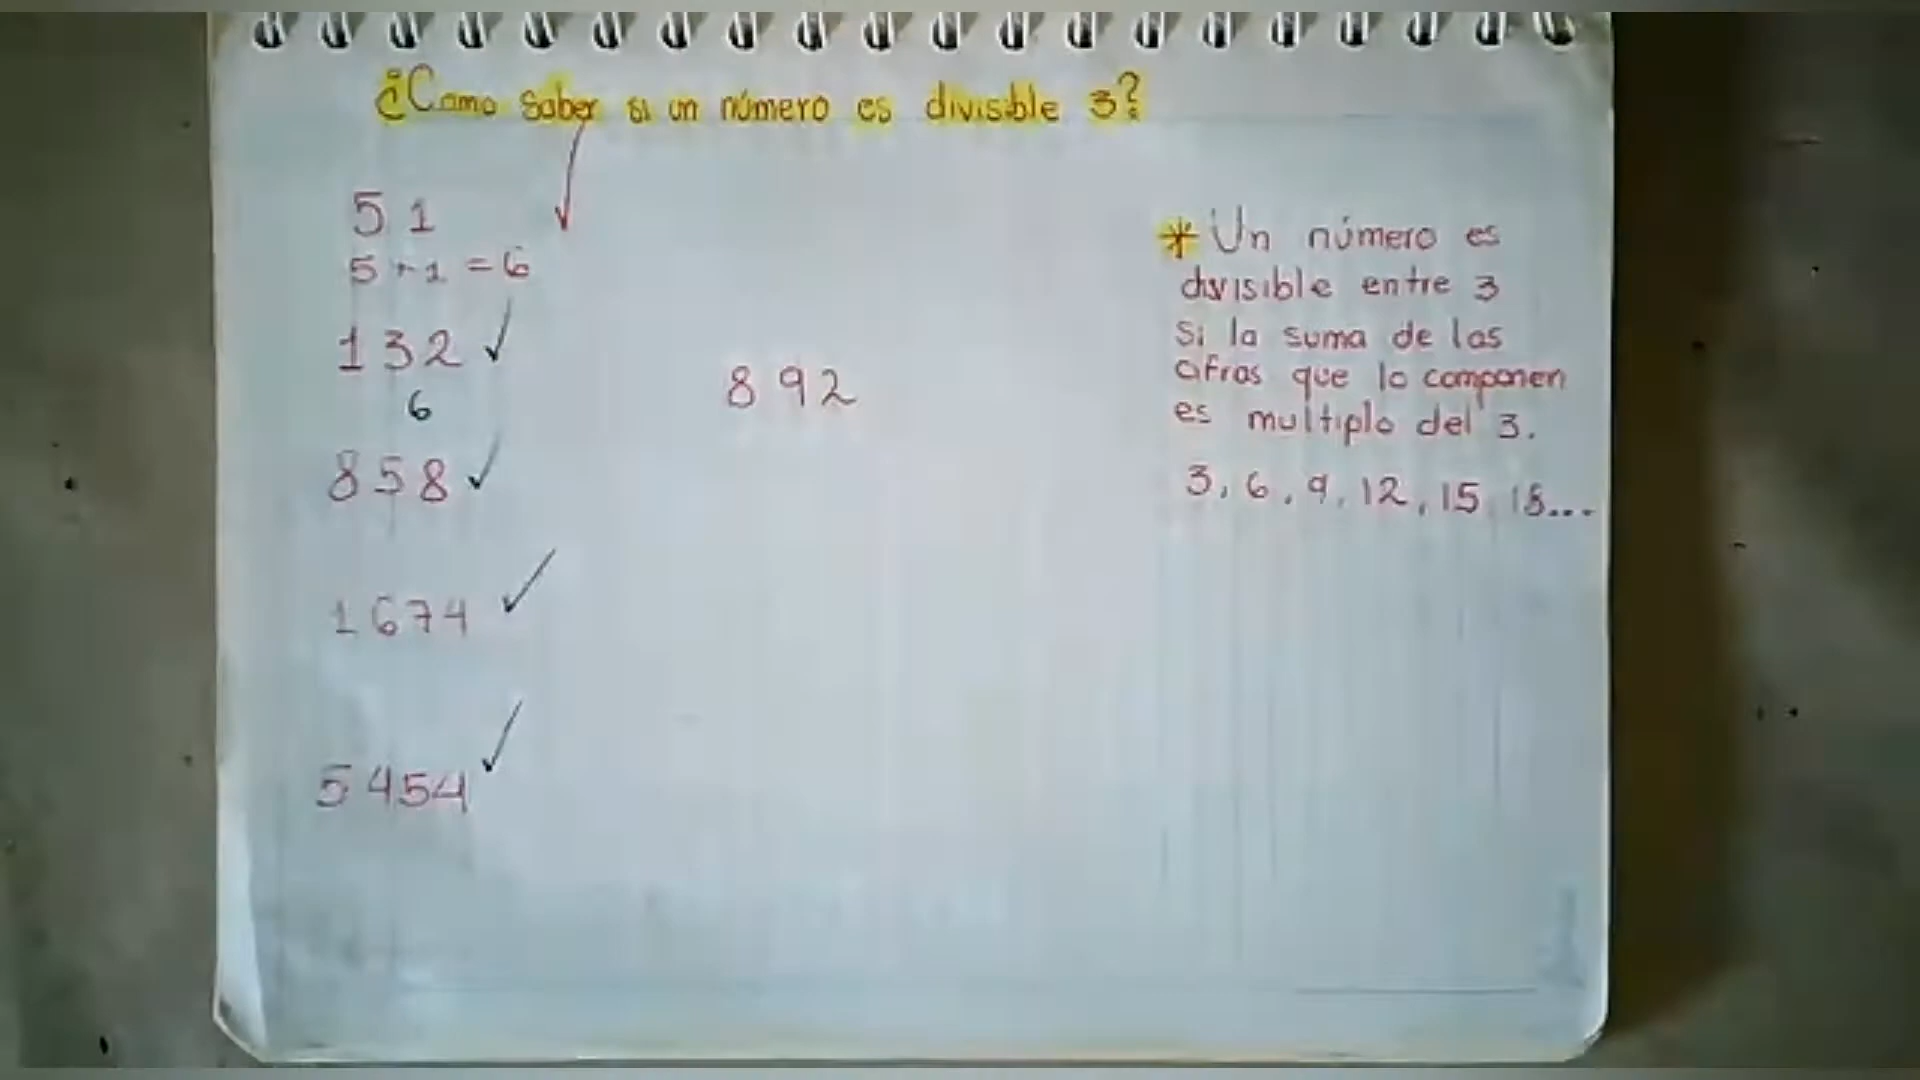 ¿Como Saber si un número es divisible 3?
51
5+1=6
132
6
858
1674
5454
892
* Un número es
divisible entre 3
Si la suma de las
cifras que lo componen
es multiplo del 3.
3, 6, 9, 12, 15, 18...